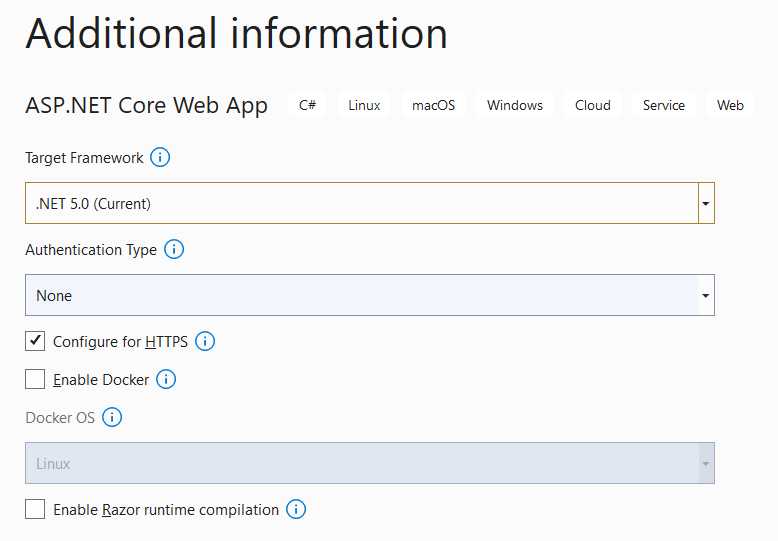 Additional information
ASP.NET Core Web App C# Linux macOS Windows Cloud Service Web
Target Framework
.NET 5.0 (Current)
Authentication Type
None
Configure for HTTPS
Enable Docker
Docker OS
Linux
Enable Razor runtime compilation